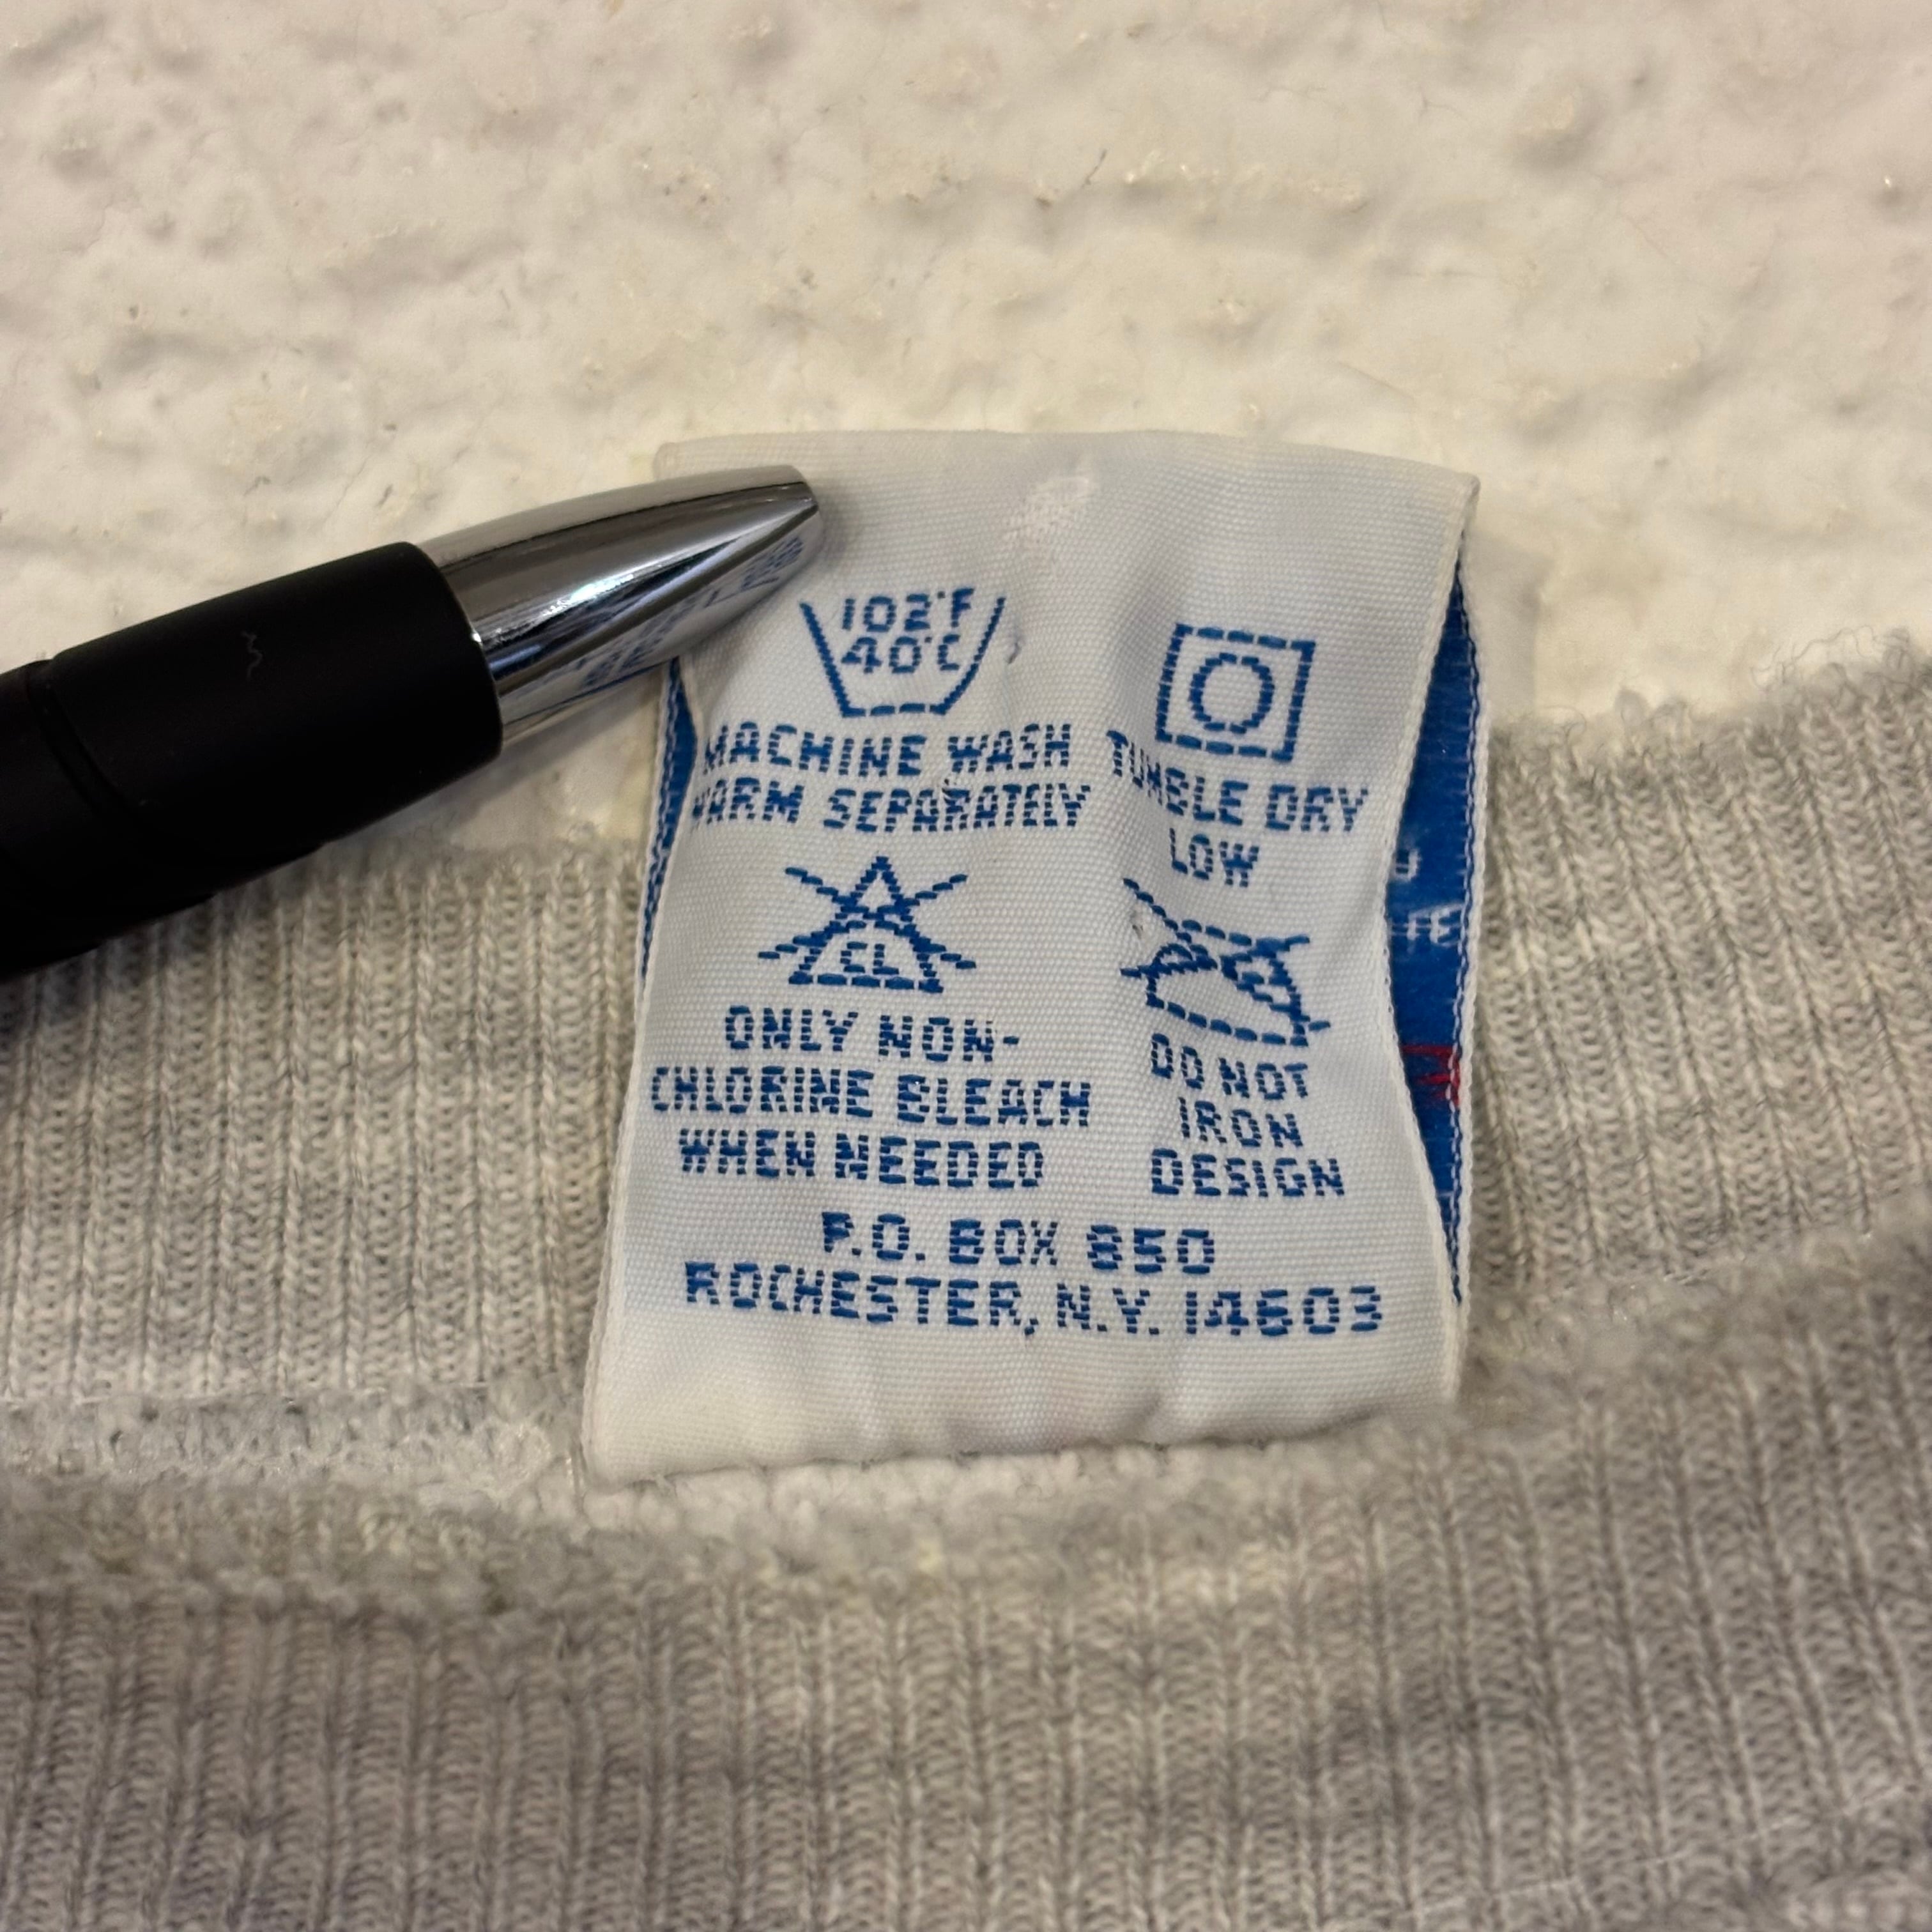 102°F
40°C
MACHINE WASH
WARM SEPARATELY
TUMBLE DRY
LOW
CL
ONLY NON-
CHLORINE BLEACH
WHEN NEEDED
DO NOT
IRON
DESIGN
P.O. BOX 850
ROCHESTER, N.Y. 14603